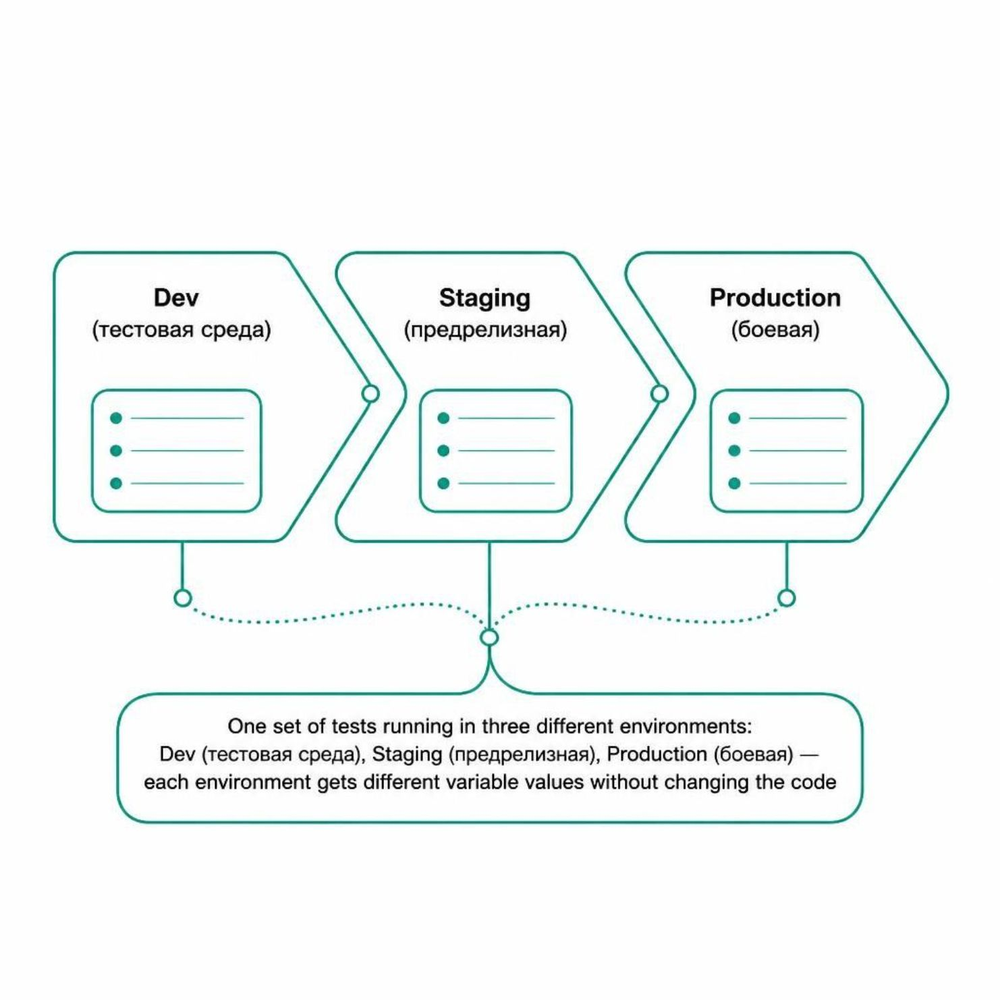 Dev
(тестовая среда)
Staging
(предрелизная)
Production
(боевая)
One set of tests running in three different environments:
Dev (тестовая среда), Staging (предрелизная), Production (боевая) —
each environment gets different variable values without changing the code